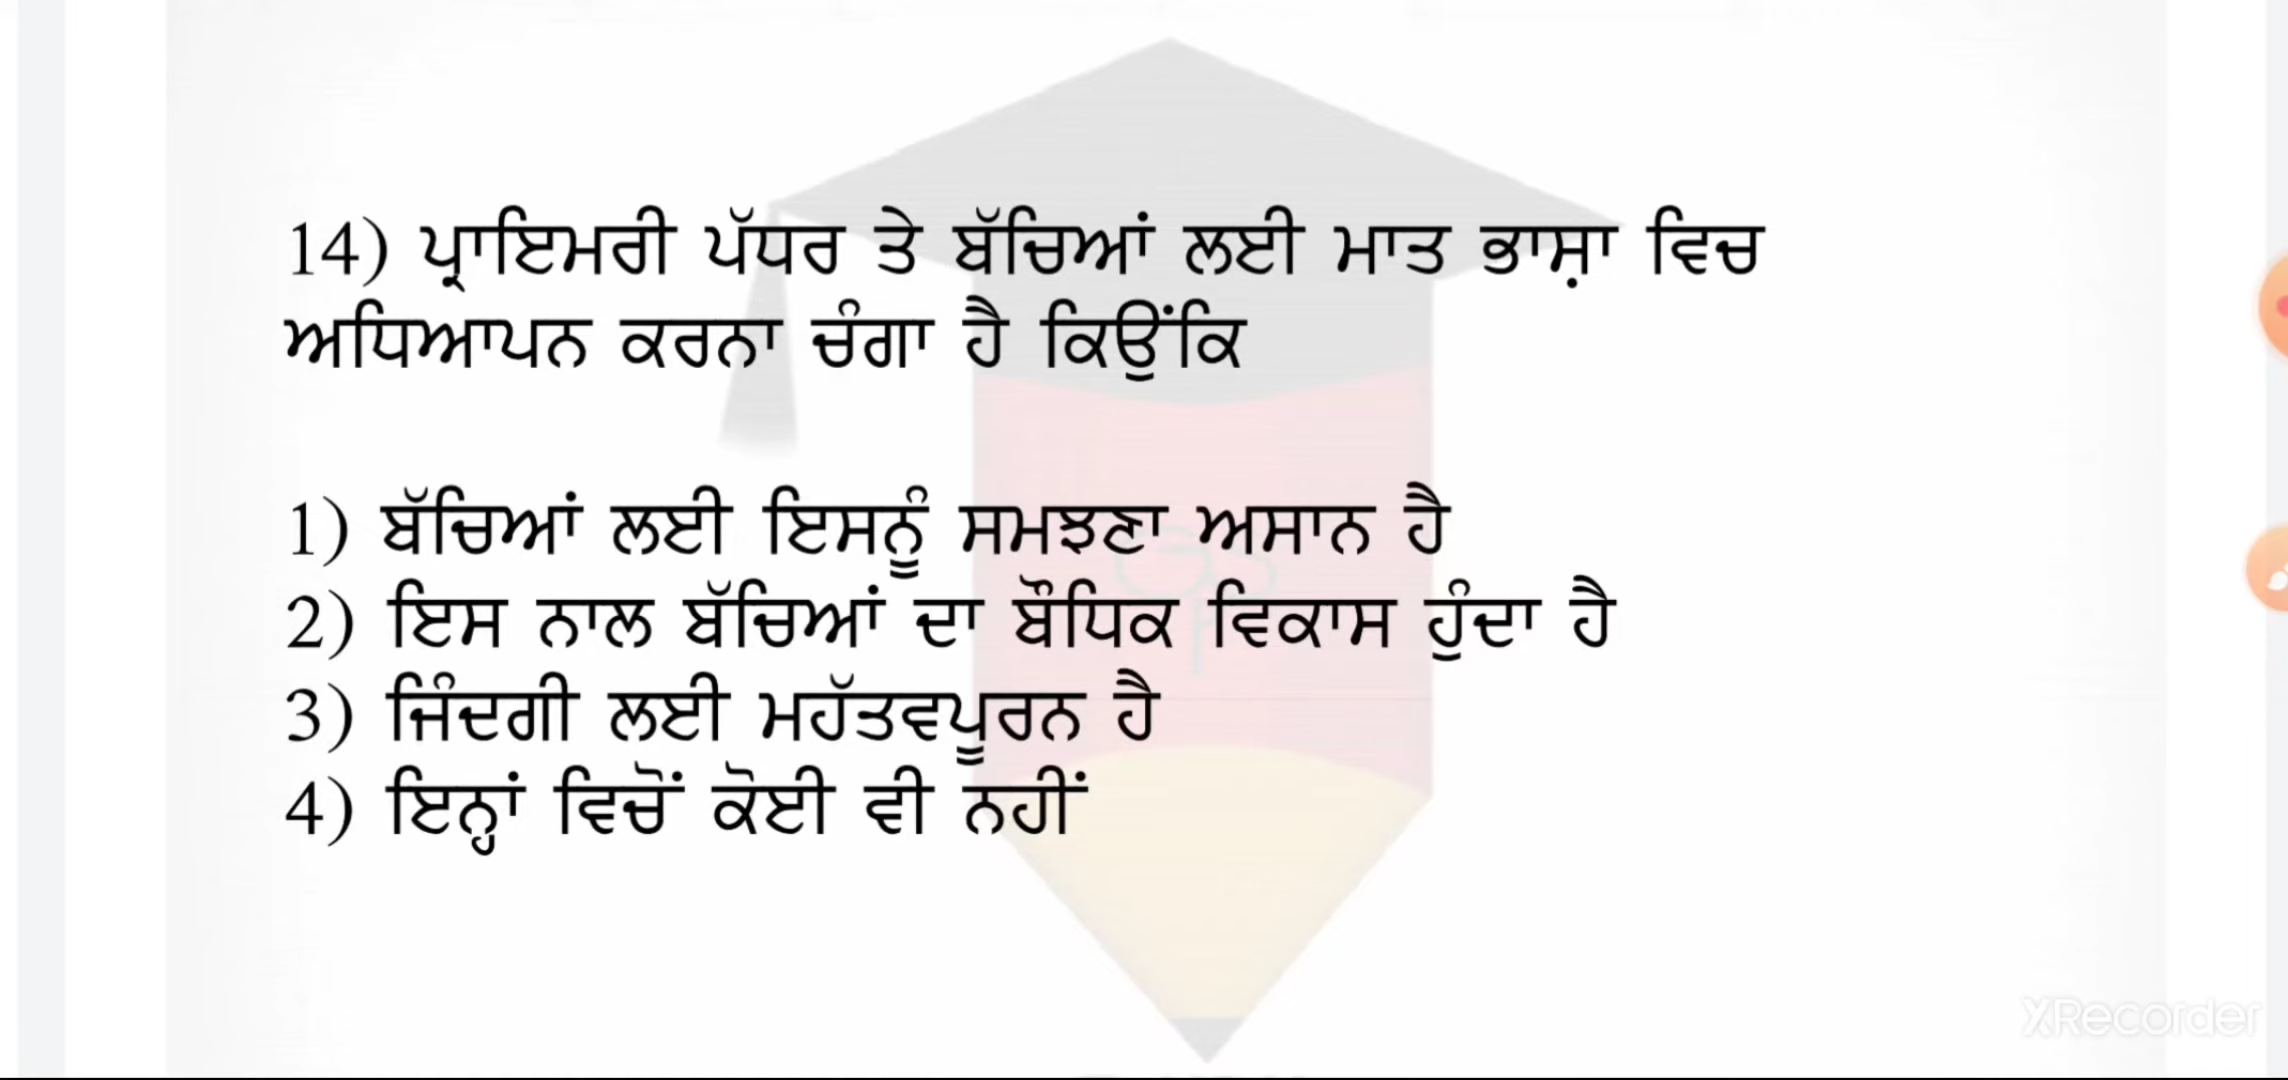 14) ਪ੍ਰਾਇਮਰੀ ਪੱਧਰ ਤੇ ਬੱਚਿਆਂ ਲਈ ਮਾਤ ਭਾਸ਼ਾ ਵਿਚ
ਅਧਿਆਪਨ ਕਰਨਾ ਚੰਗਾ ਹੈ ਕਿਉਂਕਿ
1) ਬੱਚਿਆਂ ਲਈ ਇਸਨੂੰ ਸਮਝਣਾ ਅਸਾਨ ਹੈ
2) ਇਸ ਨਾਲ ਬੱਚਿਆਂ ਦਾ ਬੌਧਿਕ ਵਿਕਾਸ ਹੁੰਦਾ ਹੈ
3) ਜਿੰਦਗੀ ਲਈ ਮਹੱਤਵਪੂਰਨ ਹੈ
4) ਇਨ੍ਹਾਂ ਵਿਚੋਂ ਕੋਈ ਵੀ ਨਹੀਂ
XRecorder